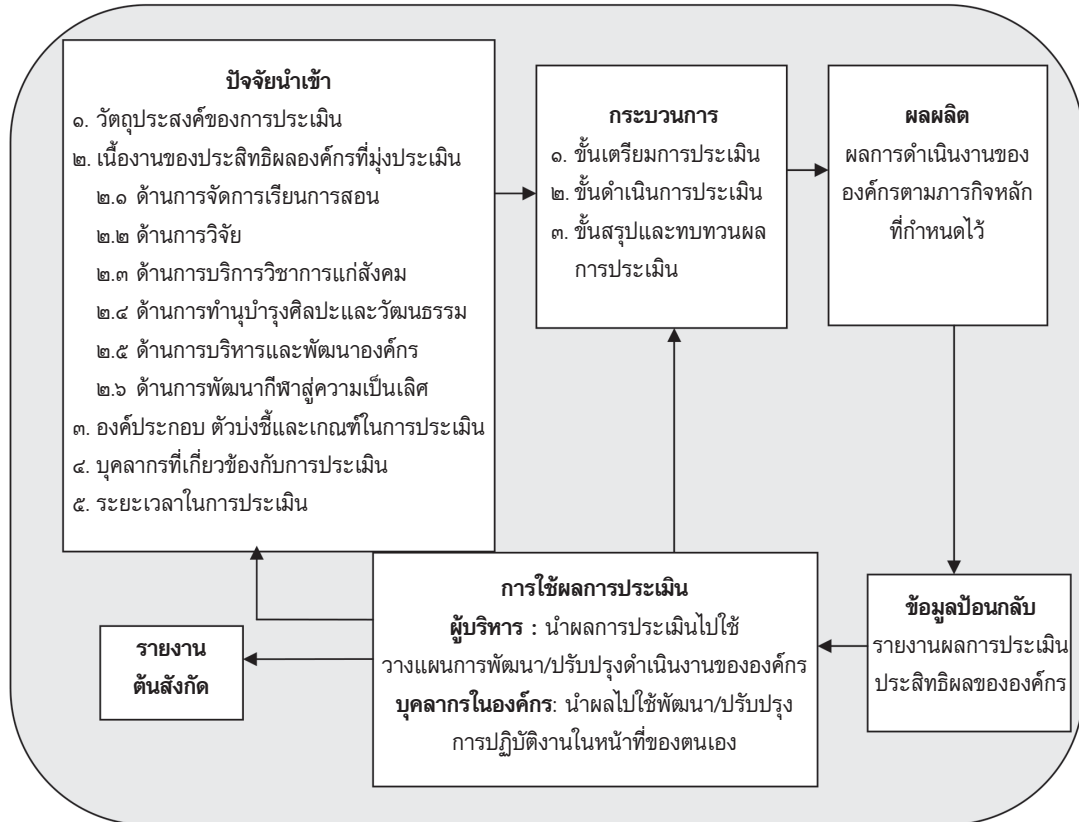 ปัจจัยนำเข้า
๑. วัตถุประสงค์ของการประเมิน
๒. เนื้องานของประสิทธิผลองค์กรที่มุ่งประเมิน
๒.๑ ด้านการจัดการเรียนการสอน
๒.๒ ด้านการวิจัย
๒.๓ ด้านการบริการวิชาการแก่สังคม
๒.๔ ด้านการทำนุบำรุงศิลปะและวัฒนธรรม
๒.๕ ด้านการบริหารและพัฒนาองค์กร
๒.๖ ด้านการพัฒนากีฬาสู่ความเป็นเลิศ
๓. องค์ประกอบ ตัวบ่งชี้และเกณฑ์ในการประเมิน
๔. บุคลากรที่เกี่ยวข้องกับการประเมิน
๕. ระยะเวลาในการประเมิน
กระบวนการ
๑. ขั้นเตรียมการประเมิน
๒. ขั้นดำเนินการประเมิน
๓. ขั้นสรุปและทบทวนผล
การประเมิน
ผลผลิต
ผลการดำเนินงานของ
องค์กรตามภารกิจหลัก
ที่กำหนดไว้
ข้อมูลป้อนกลับ
รายงานผลการประเมิน
ประสิทธิผลขององค์กร
การใช้ผลการประเมิน
ผู้บริหาร : นำผลการประเมินไปใช้
วางแผนการพัฒนา/ปรับปรุงดำเนินงานขององค์กร
บุคลากรในองค์กร: นำผลไปใช้พัฒนา/ปรับปรุง
การปฏิบัติงานในหน้าที่ของตนเอง
รายงาน
ต้นสังกัด